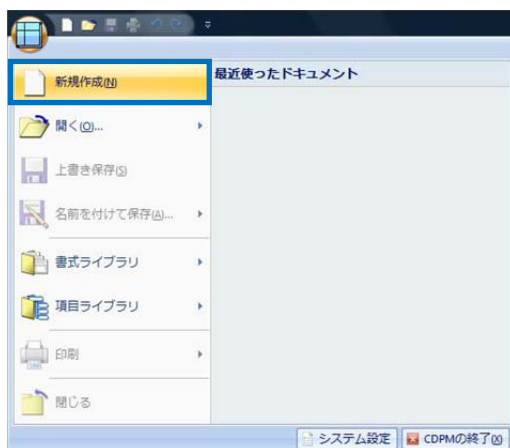 最近使ったドキュメント
新規作成(N)
開く(O)...
上書き保存(S)
名前を付けて保存(A)...
書式ライブラリ
項目ライブラリ
印刷
閉じる
システム設定
CDPMの終了(X)